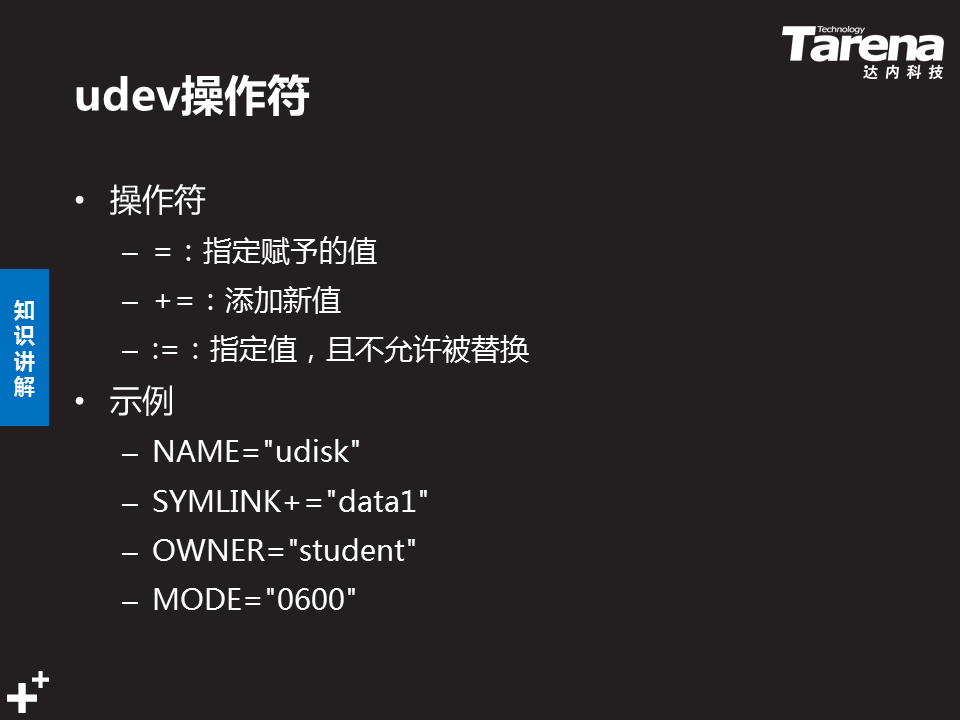 Technology
Tarena
达内科技
udev操作符
• 操作符
– =：指定赋予的值
– +=：添加新值
– :=：指定值，且不允许被替换
知识讲解
• 示例
– NAME="udisk"
– SYMLINK+="data1"
– OWNER="student"
– MODE="0600"